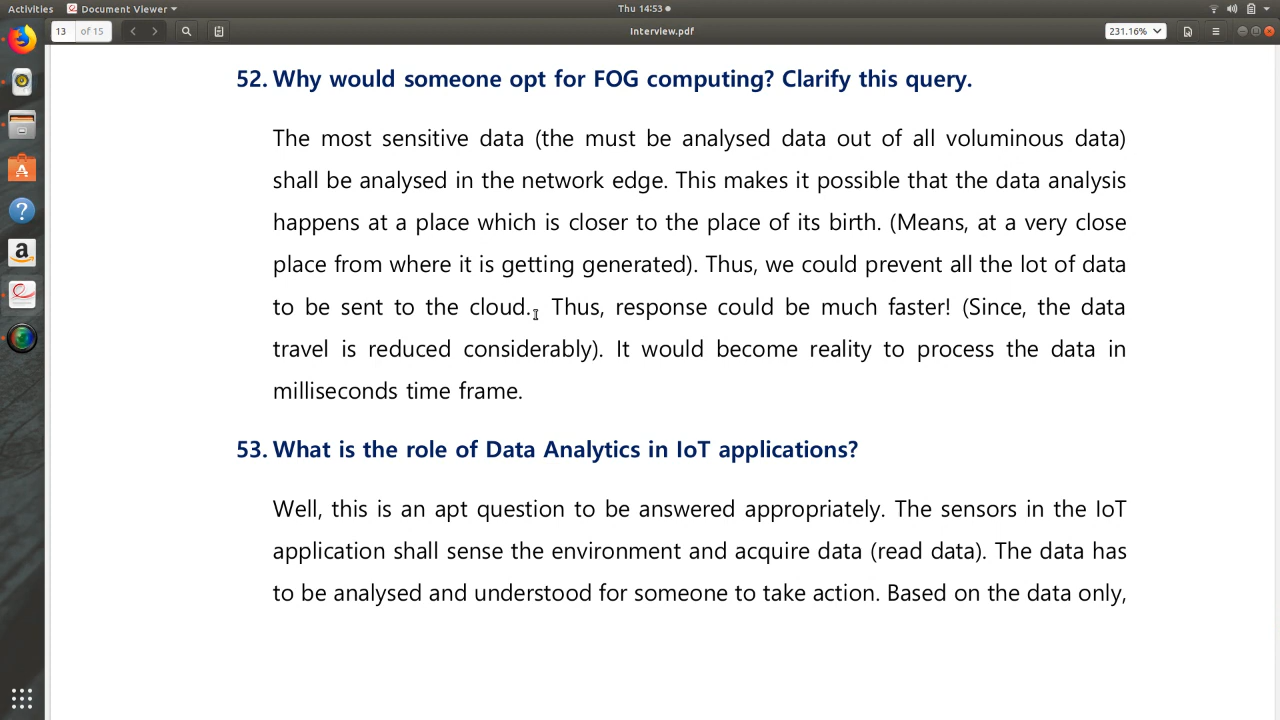 Activities Document Viewer Thu 14:53
13 of 15 Interview.pdf 231.16%
52. Why would someone opt for FOG computing? Clarify this query.
The most sensitive data (the must be analysed data out of all voluminous data)
shall be analysed in the network edge. This makes it possible that the data analysis
happens at a place which is closer to the place of its birth. (Means, at a very close
place from where it is getting generated). Thus, we could prevent all the lot of data
to be sent to the cloud. Thus, response could be much faster! (Since, the data
travel is reduced considerably). It would become reality to process the data in
milliseconds time frame.
53. What is the role of Data Analytics in IoT applications?
Well, this is an apt question to be answered appropriately. The sensors in the IoT
application shall sense the environment and acquire data (read data). The data has
to be analysed and understood for someone to take action. Based on the data only,